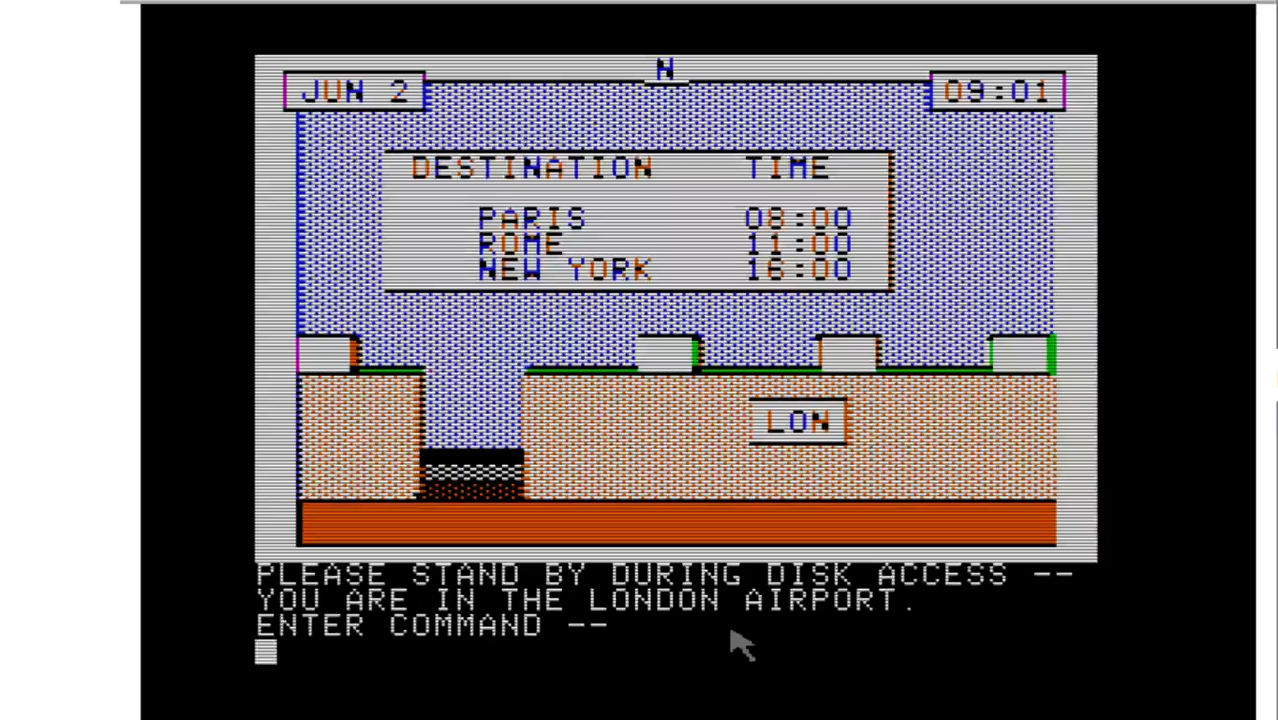 N
JUN 2 09:01
DESTINATION TIME
PARIS 08:00
ROME 11:00
NEW YORK 16:00
LON
PLEASE STAND BY DURING DISK ACCESS --
YOU ARE IN THE LONDON AIRPORT.
ENTER COMMAND --